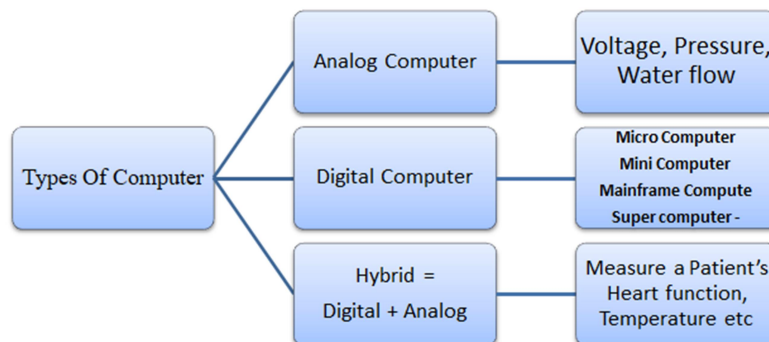 Types Of Computer
Analog Computer
Voltage, Pressure,
Water flow
Digital Computer
Micro Computer
Mini Computer
Mainframe Compute
Super computer -
Hybrid =
Digital + Analog
Measure a Patient's
Heart function,
Temperature etc